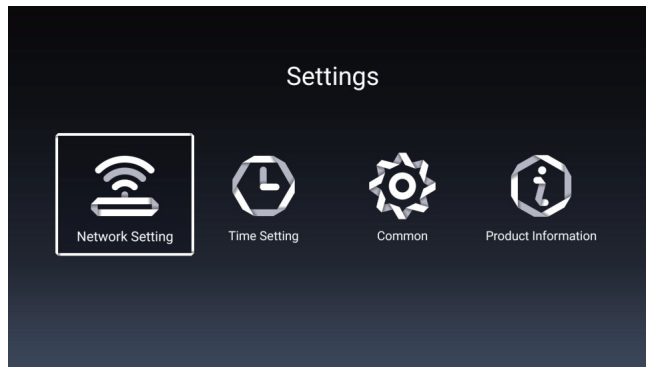 Settings
Network Setting
Time Setting
Common
Product Information